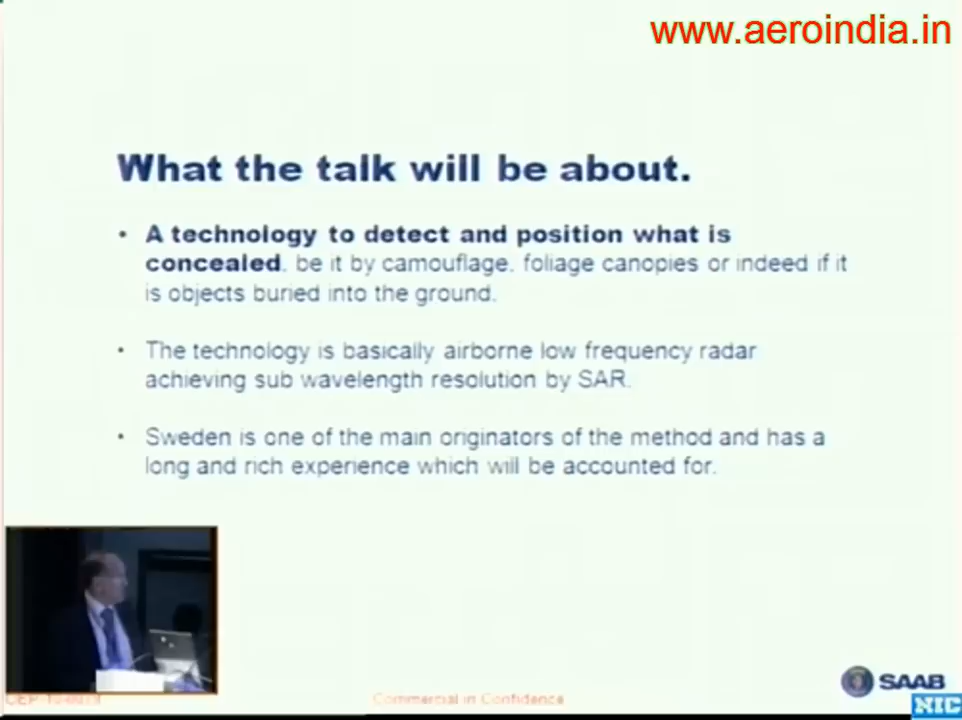 www.aeroindia.in
What the talk will be about.
• A technology to detect and position what is
concealed, be it by camouflage, foliage canopies or indeed if it
is objects buried into the ground.
• The technology is basically airborne low frequency radar
achieving sub wavelength resolution by SAR.
• Sweden is one of the main originators of the method and has a
long and rich experience which will be accounted for.
Commercial in Confidence
SAAB
NIC